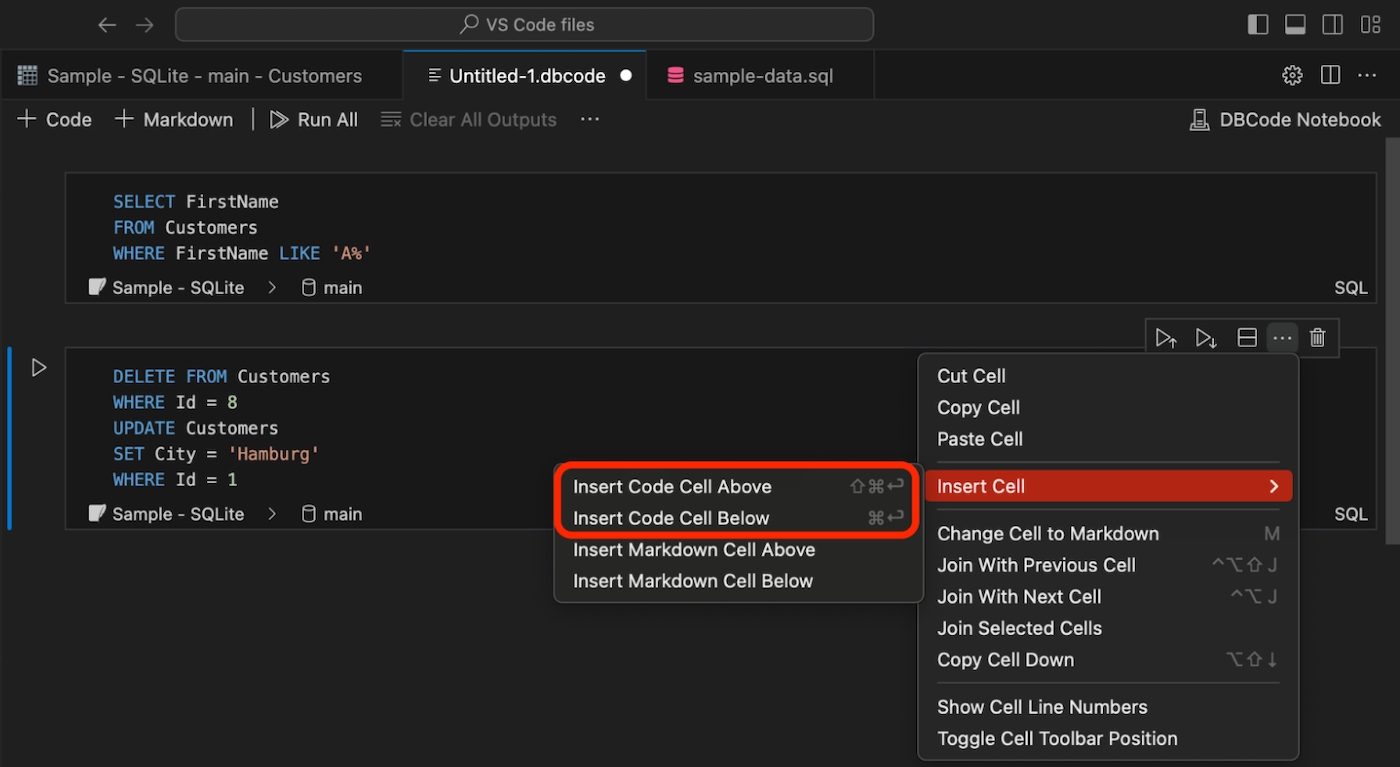 VS Code files
Sample - SQLite - main - Customers
Untitled-1.dbcode
sample-data.sql
+ Code
+ Markdown
Run All
Clear All Outputs
···
DBCode Notebook
SELECT FirstName
FROM Customers
WHERE FirstName LIKE 'A%'
Sample - SQLite > main
SQL
DELETE FROM Customers
WHERE Id = 8
UPDATE Customers
SET City = 'Hamburg'
WHERE Id = 1
Sample - SQLite > main
SQL
Cut Cell
Copy Cell
Paste Cell
Insert Cell
Insert Code Cell Above ⇧⌘↩
Insert Code Cell Below ⌘↩
Insert Markdown Cell Above
Insert Markdown Cell Below
Change Cell to Markdown M
Join With Previous Cell ^⌥⇧J
Join With Next Cell ^⌥J
Join Selected Cells
Copy Cell Down ⌥⇧↓
Show Cell Line Numbers
Toggle Cell Toolbar Position